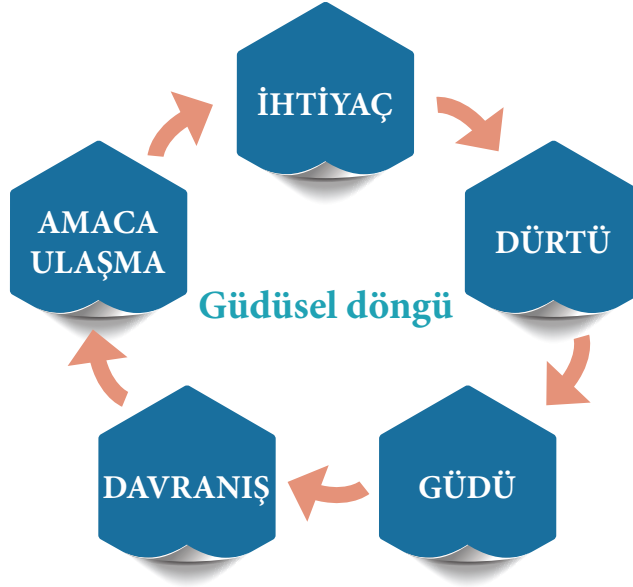 İHTİYAÇ
DÜRTÜ
GÜDÜ
DAVRANIŞ
AMACA
ULAŞMA
Güdüsel döngü